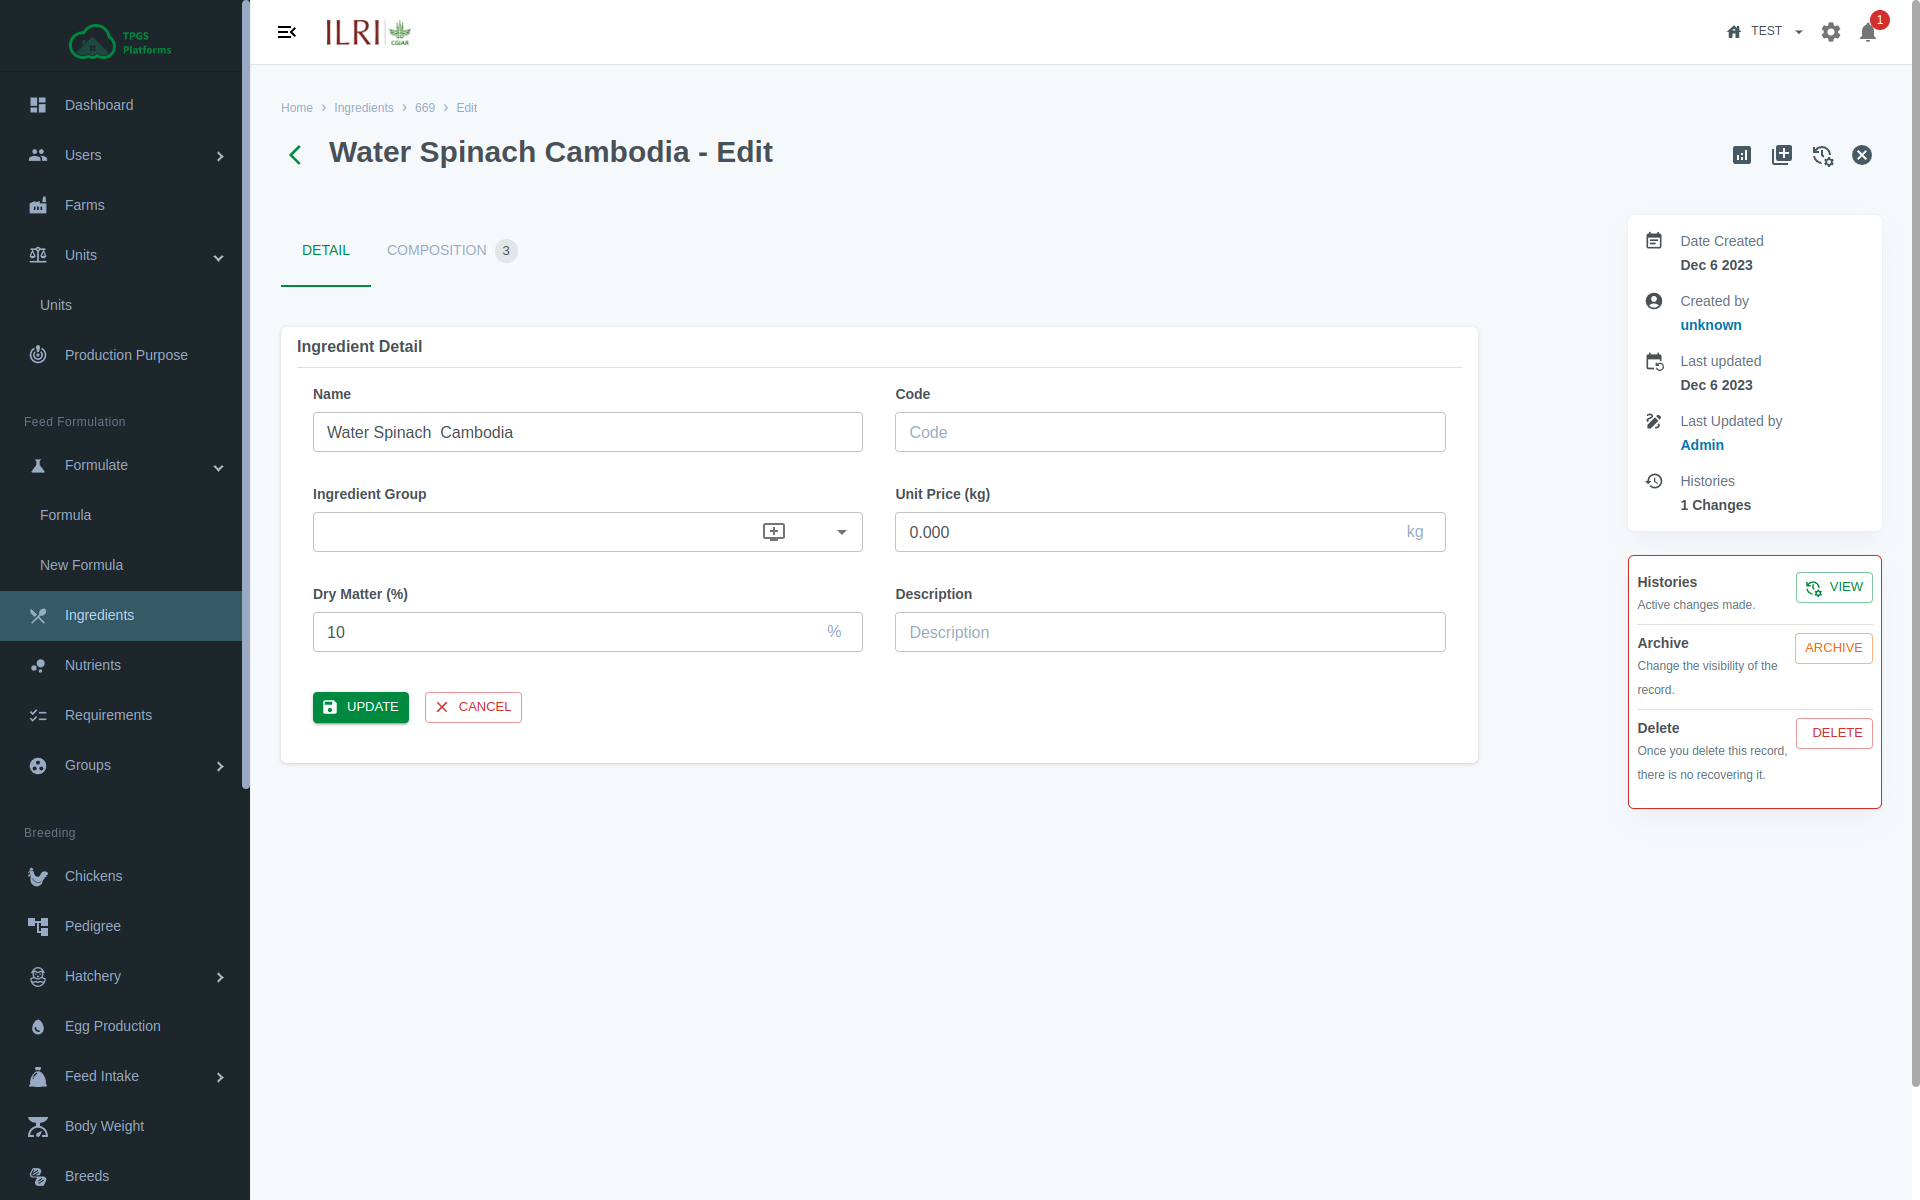 TPGS
Platforms
Dashboard
Users
Farms
Units
Units
Production Purpose
Feed Formulation
Formulate
Formula
New Formula
Ingredients
Nutrients
Requirements
Groups
Breeding
Chickens
Pedigree
Hatchery
Egg Production
Feed Intake
Body Weight
Breeds
ILRI
CGIAR
TEST
1
Home > Ingredients > 669 > Edit
Water Spinach Cambodia - Edit
DETAIL
COMPOSITION 3
Ingredient Detail
Name
Water Spinach  Cambodia
Code
Code
Ingredient Group
Unit Price (kg)
0.000 kg
Dry Matter (%)
10 %
Description
Description
UPDATE
CANCEL
Date Created
Dec 6 2023
Created by
unknown
Last updated
Dec 6 2023
Last Updated by
Admin
Histories
1 Changes
Histories
Active changes made.
VIEW
Archive
Change the visibility of the
record.
ARCHIVE
Delete
Once you delete this record,
there is no recovering it.
DELETE